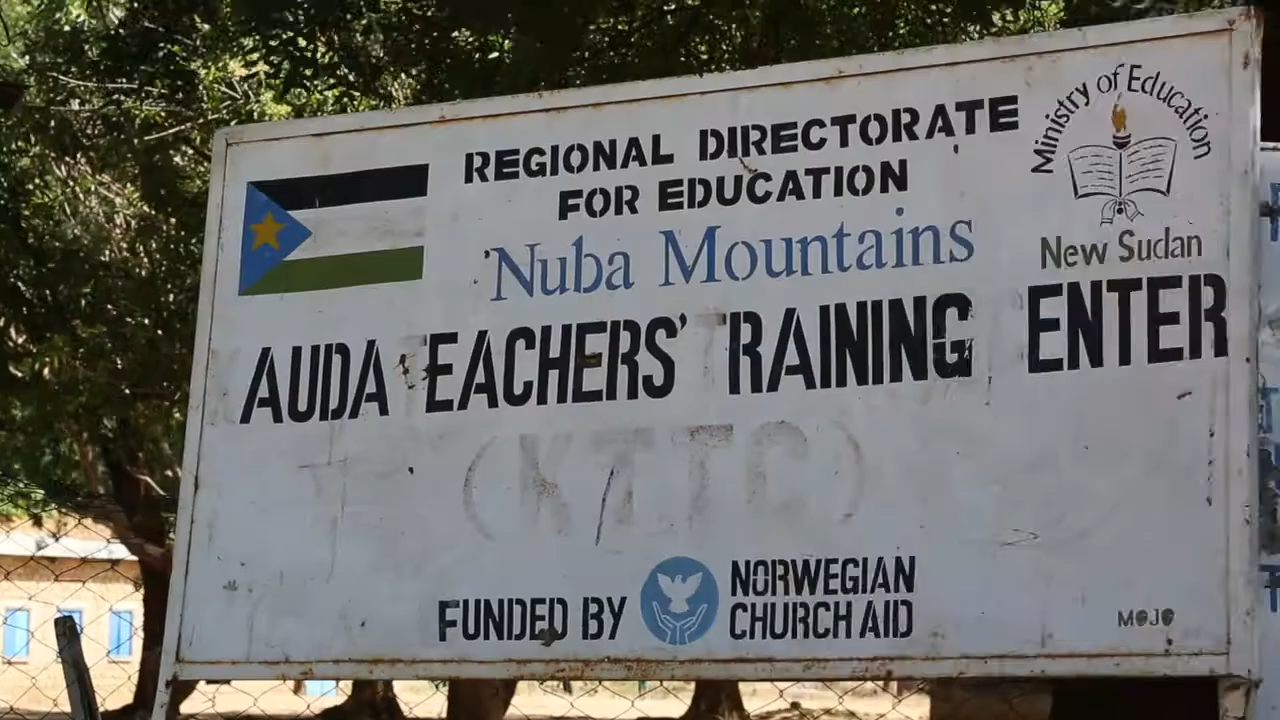 REGIONAL DIRECTORATE
FOR EDUCATION
Nuba Mountains
Ministry of Education
New Sudan
AUDA EACHERS' RAINING ENTER
(KTTC)
FUNDED BY
NORWEGIAN
CHURCH AID
MOJO